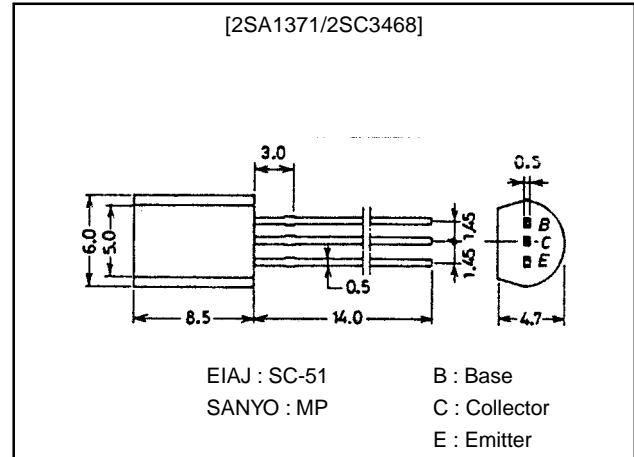 [2SA1371/2SC3468]
3.0
0.5
6.0
5.0
B
C
E
1.45
1.45
0.5
8.5
14.0
4.7
EIAJ : SC-51
B : Base
SANYO : MP
C : Collector
E : Emitter